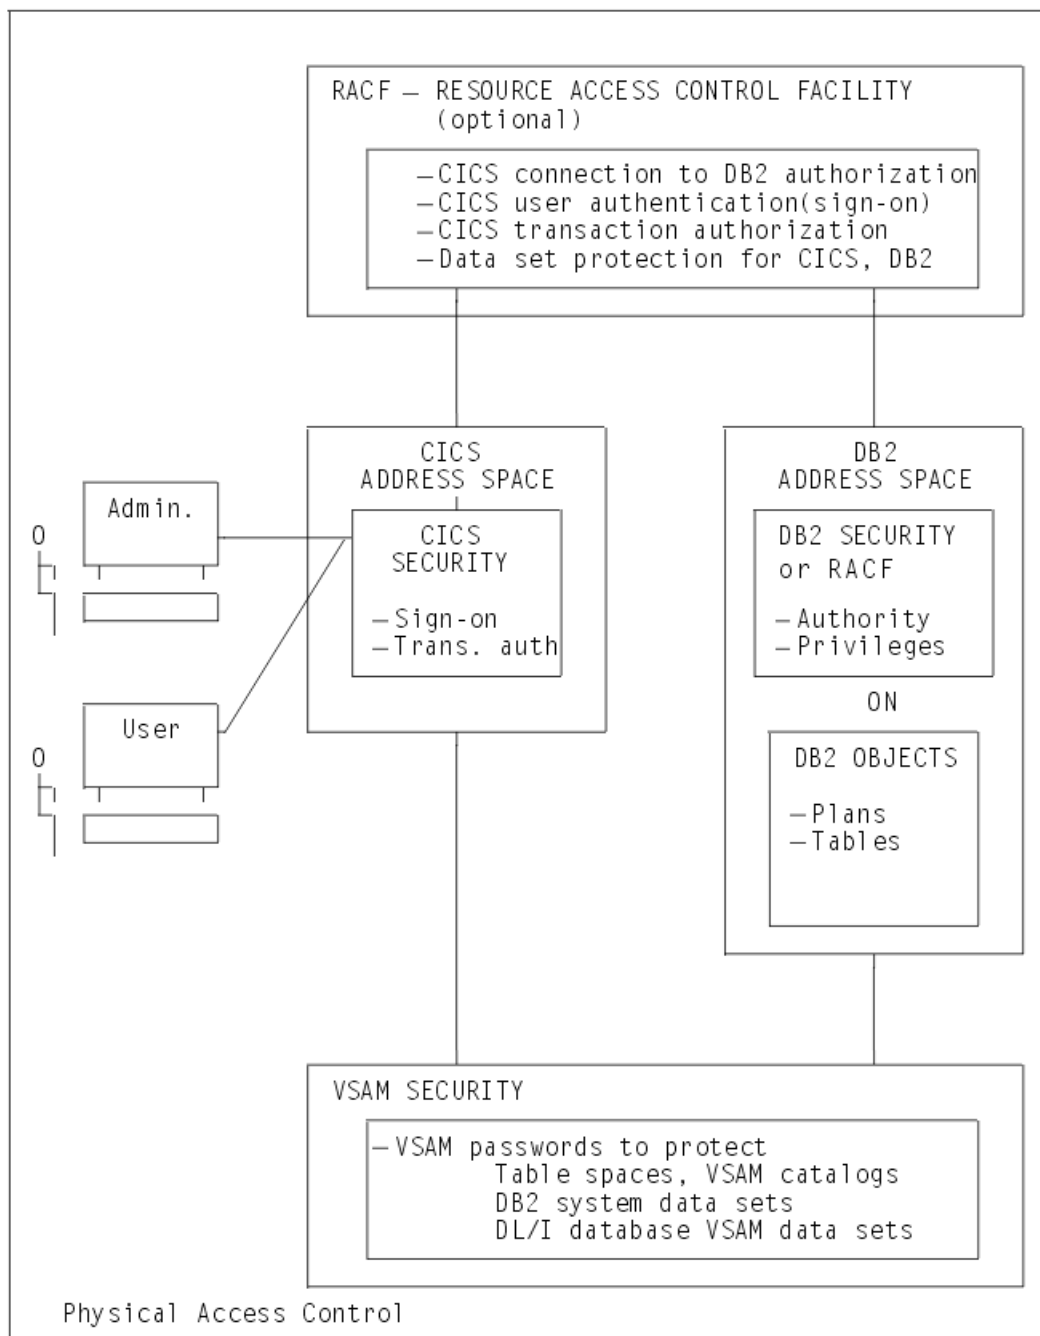 RACF — RESOURCE ACCESS CONTROL FACILITY
(optional)
—CICS connection to DB2 authorization
—CICS user authentication(sign-on)
—CICS transaction authorization
—Data set protection for CICS, DB2
CICS
ADDRESS SPACE
CICS
SECURITY
—Sign-on
—Trans. auth
Admin.
User
DB2
ADDRESS SPACE
DB2 SECURITY
or RACF
—Authority
—Privileges
ON
DB2 OBJECTS
—Plans
—Tables
VSAM SECURITY
—VSAM passwords to protect
Table spaces, VSAM catalogs
DB2 system data sets
DL/I database VSAM data sets
Physical Access Control